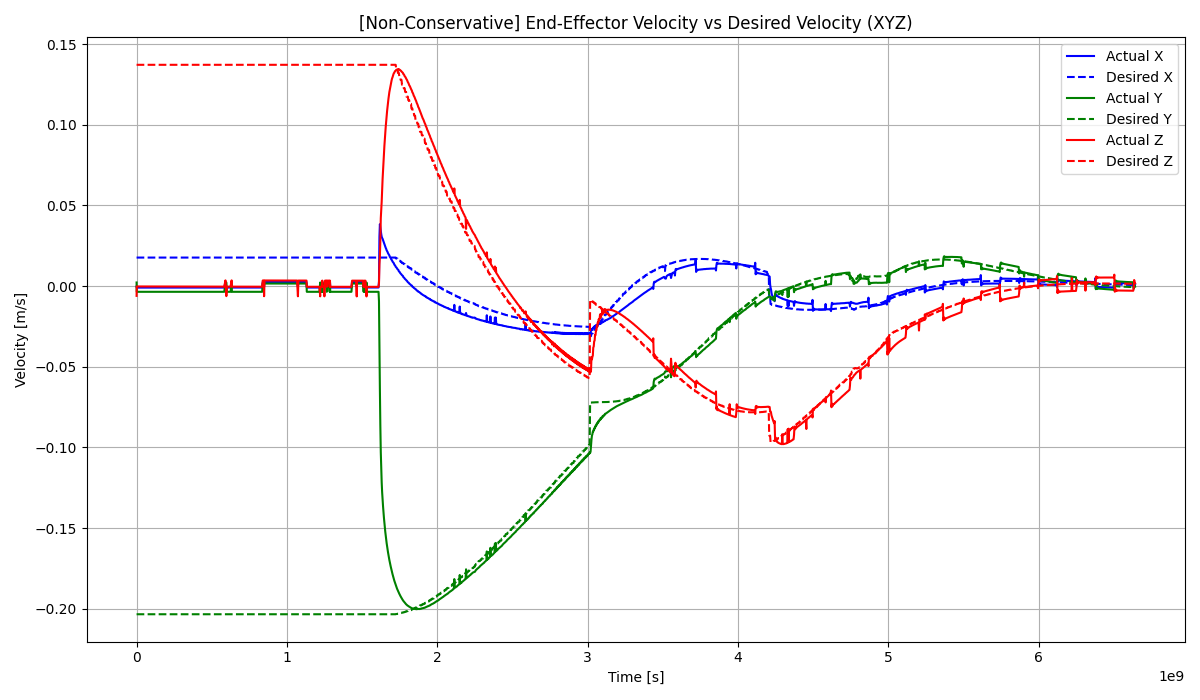 [Non-Conservative] End-Effector Velocity vs Desired Velocity (XYZ)
0.15
0.10
0.05
0.00
−0.05
−0.10
−0.15
−0.20
Velocity [m/s]
Actual X
Desired X
Actual Y
Desired Y
Actual Z
Desired Z
0 1 2 3 4 5 6
1e9
Time [s]